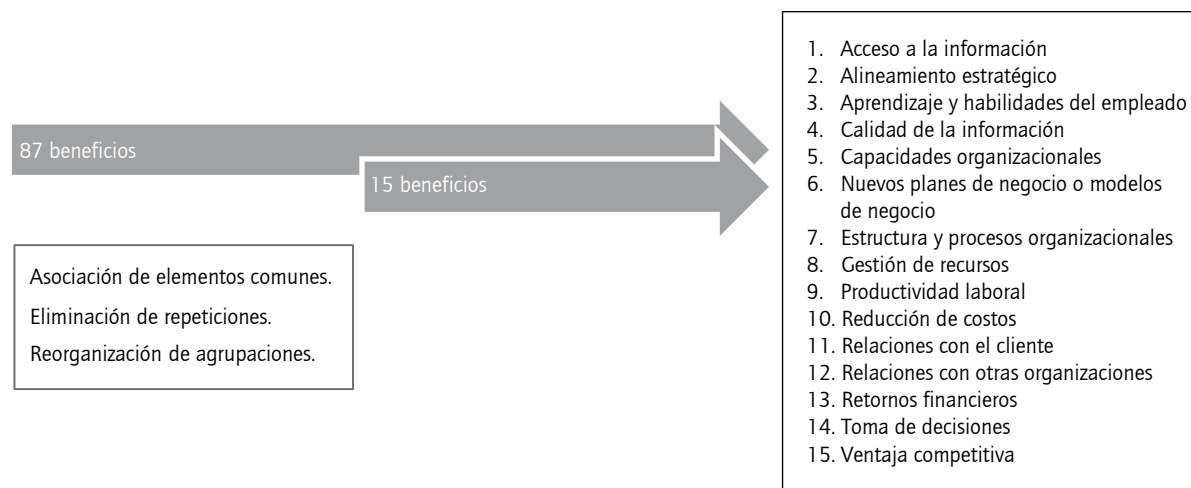 87 beneficios
15 beneficios
Asociación de elementos comunes.
Eliminación de repeticiones.
Reorganización de agrupaciones.
1. Acceso a la información
2. Alineamiento estratégico
3. Aprendizaje y habilidades del empleado
4. Calidad de la información
5. Capacidades organizacionales
6. Nuevos planes de negocio o modelos
de negocio
7. Estructura y procesos organizacionales
8. Gestión de recursos
9. Productividad laboral
10. Reducción de costos
11. Relaciones con el cliente
12. Relaciones con otras organizaciones
13. Retornos financieros
14. Toma de decisiones
15. Ventaja competitiva